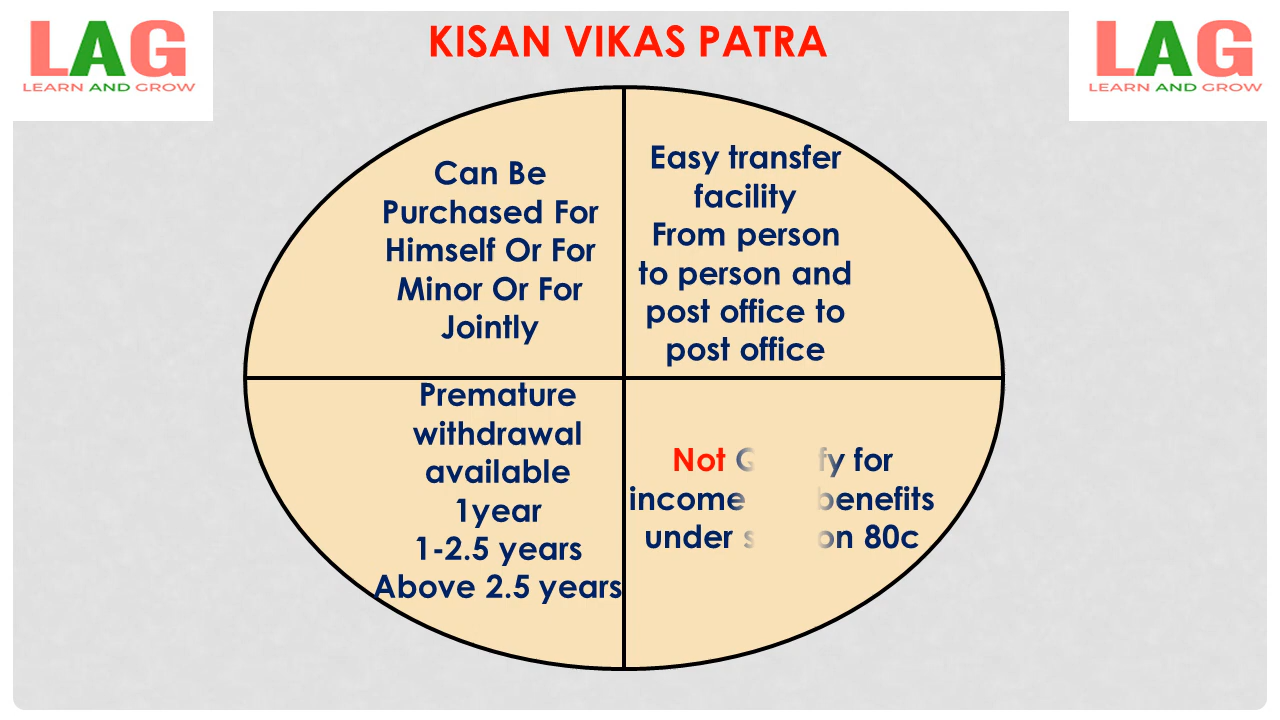 LAG
LEARN AND GROW
KISAN VIKAS PATRA
LAG
LEARN AND GROW
Can Be
Purchased For
Himself Or For
Minor Or For
Jointly
Easy transfer
facility
From person
to person and
post office to
post office
Premature
withdrawal
available
1year
1-2.5 years
Above 2.5 years
Not for
income benefits
under 80c